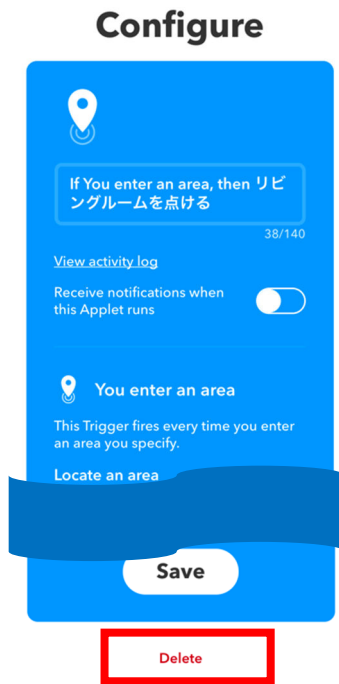 Configure
If You enter an area, then リビ
ングルームを点ける
38/140
View activity log
Receive notifications when
this Applet runs
You enter an area
This Trigger fires every time you enter
an area you specify.
Locate an area
Save
Delete